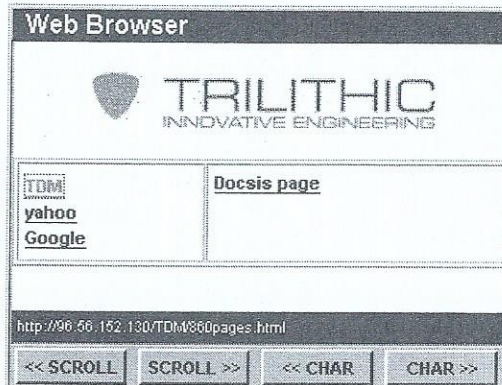 Web Browser
TRILITHIC
INNOVATIVE ENGINEERING
TDM
yahoo
Google
Docsis page
http://96.56.152.130/TDM/860pages.html
<< SCROLL
SCROLL >>
<< CHAR
CHAR >>